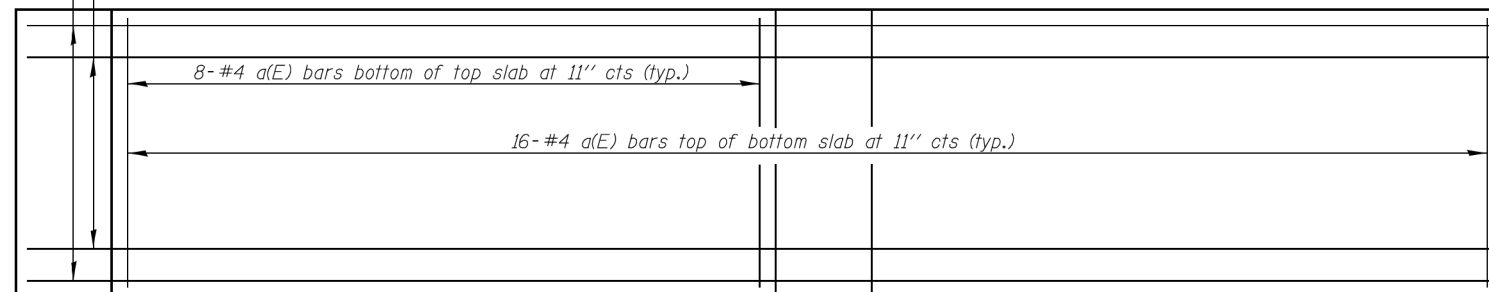 8-#4 a(E) bars bottom of top slab at 11'' cts (typ.)
16-#4 a(E) bars top of bottom slab at 11'' cts (typ.)